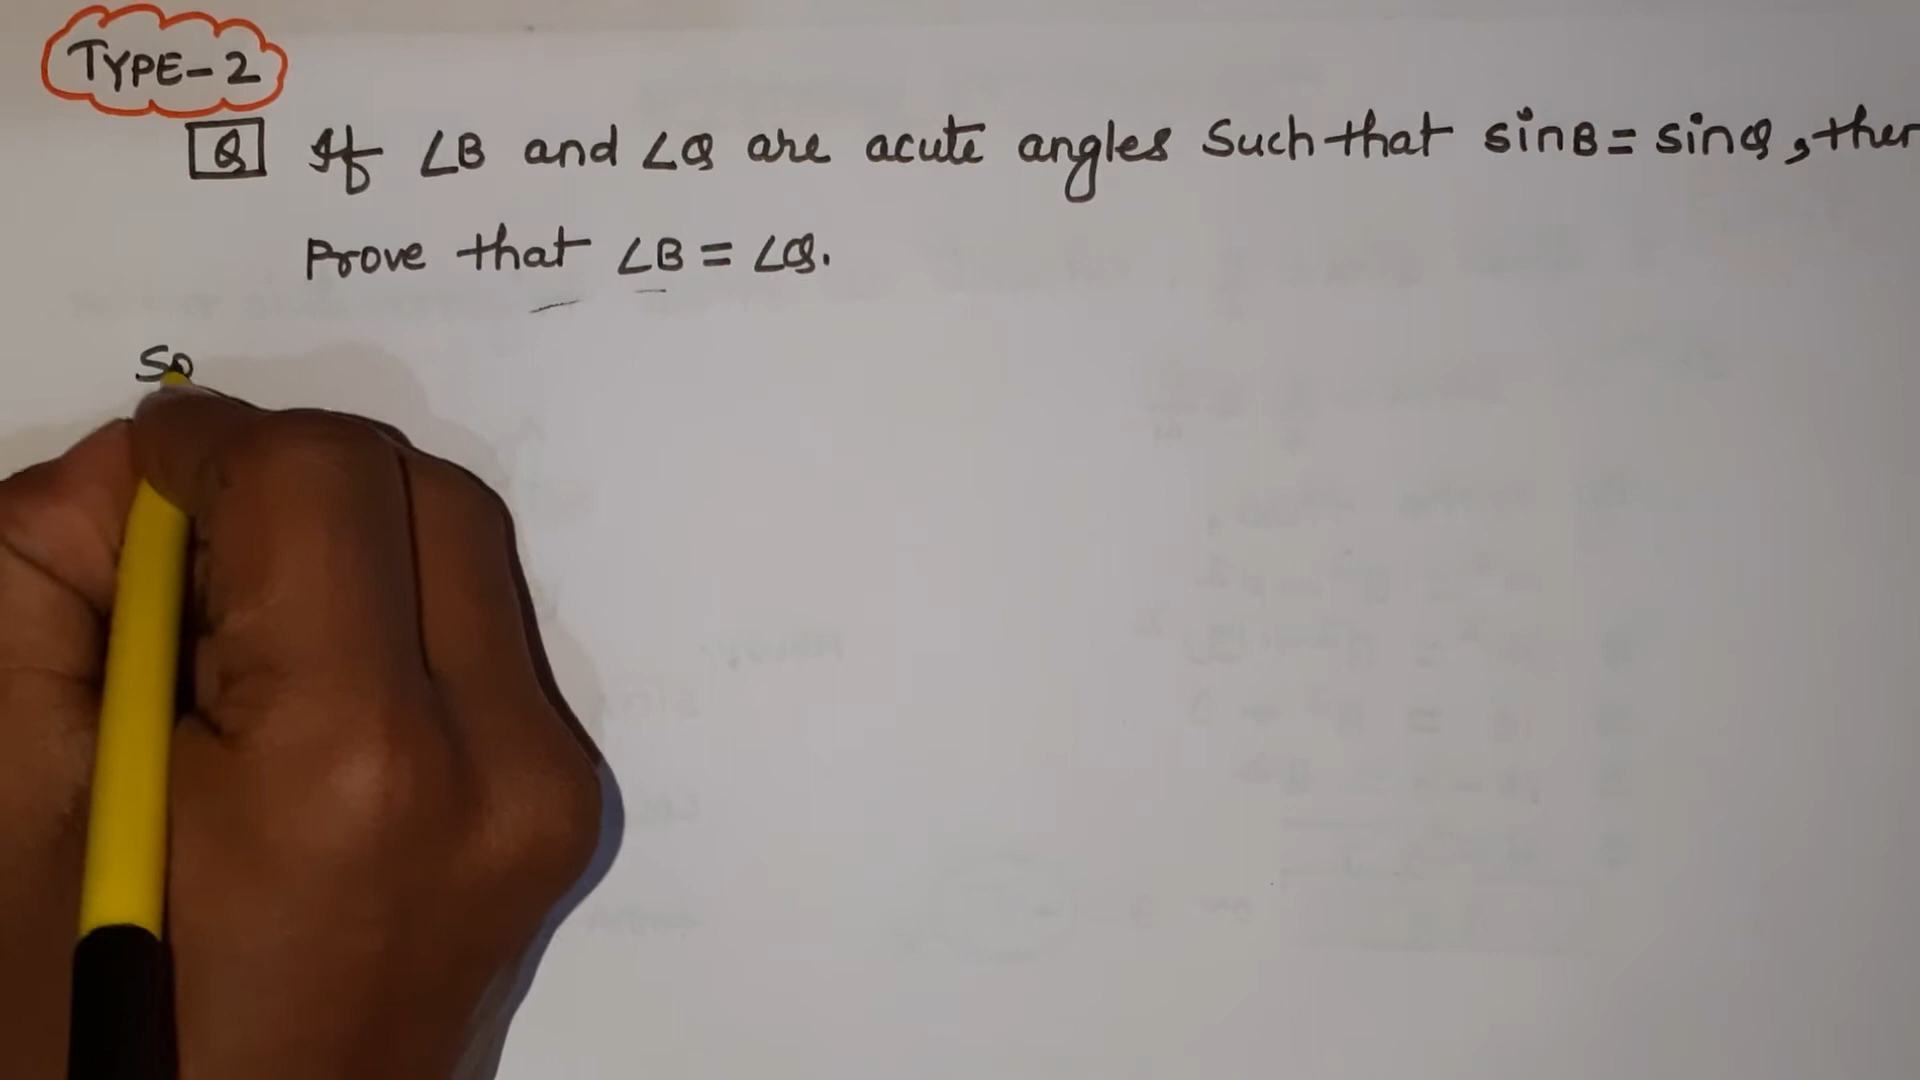 TYPE-2
Q If ∠B and ∠Q are acute angles Such that sinB = sinQ, then
Prove that ∠B = ∠Q.
So